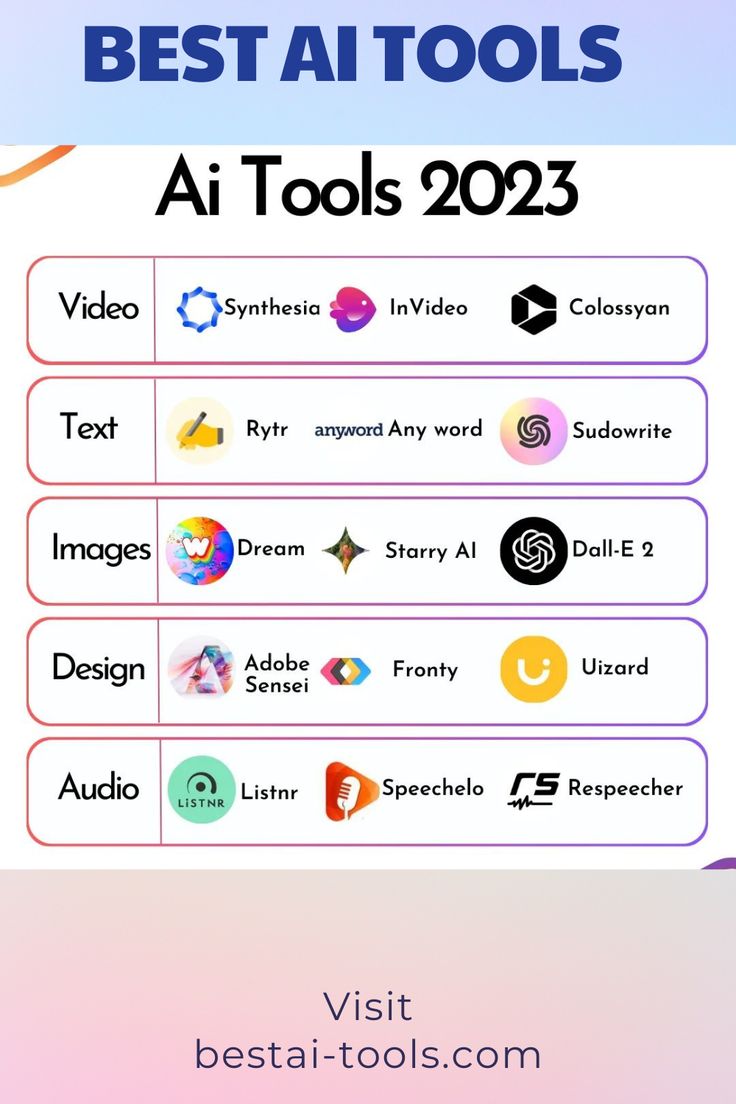 BEST AI TOOLS
Ai Tools 2023
Video Synthesia InVideo Colossyan
Text Rytr anyword Any word Sudowrite
Images W Dream Starry AI Dall-E 2
Design Adobe Sensei Fronty Uizard
Audio LiSTNR Listnr Speechelo rs Respeecher
Visit
bestai-tools.com